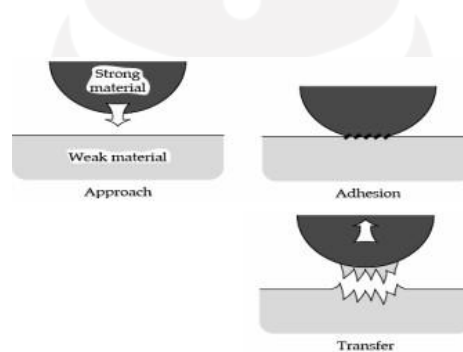 Strong
material
Weak material
Approach
Adhesion
Transfer